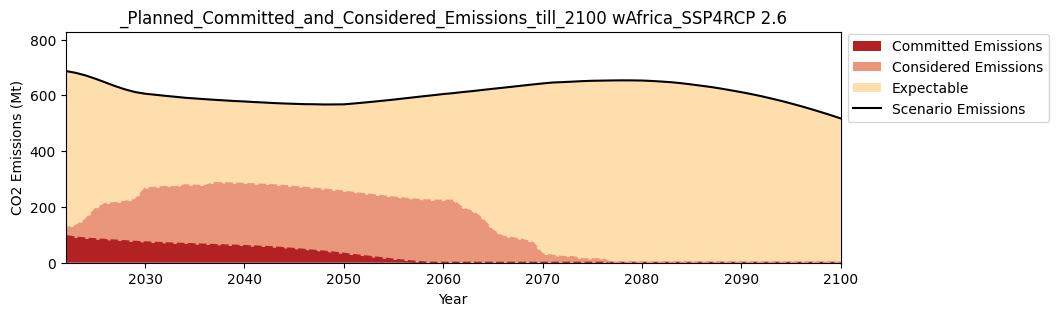 _Planned_Committed_and_Considered_Emissions_till_2100 wAfrica_SSP4RCP 2.6
800
600
400
200
0
CO2 Emissions (Mt)
2030 2040 2050 2060 2070 2080 2090 2100
Year
Committed Emissions
Considered Emissions
Expectable
Scenario Emissions